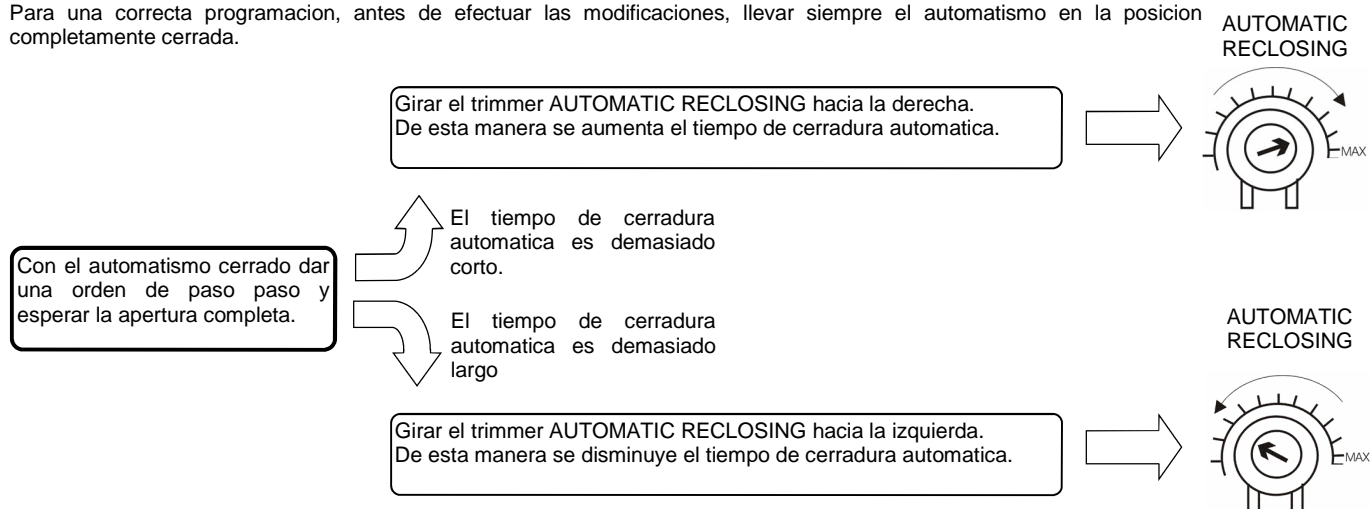 Para una correcta programacion, antes de efectuar las modificaciones, llevar siempre el automatismo en la posicion
completamente cerrada.
AUTOMATIC
RECLOSING
Girar el trimmer AUTOMATIC RECLOSING hacia la derecha.
De esta manera se aumenta el tiempo de cerradura automatica.
MAX
El tiempo de cerradura
automatica es demasiado
corto.
Con el automatismo cerrado dar
una orden de paso paso y
esperar la apertura completa.
El tiempo de cerradura
automatica es demasiado
largo
AUTOMATIC
RECLOSING
Girar el trimmer AUTOMATIC RECLOSING hacia la izquierda.
De esta manera se disminuye el tiempo de cerradura automatica.
MAX